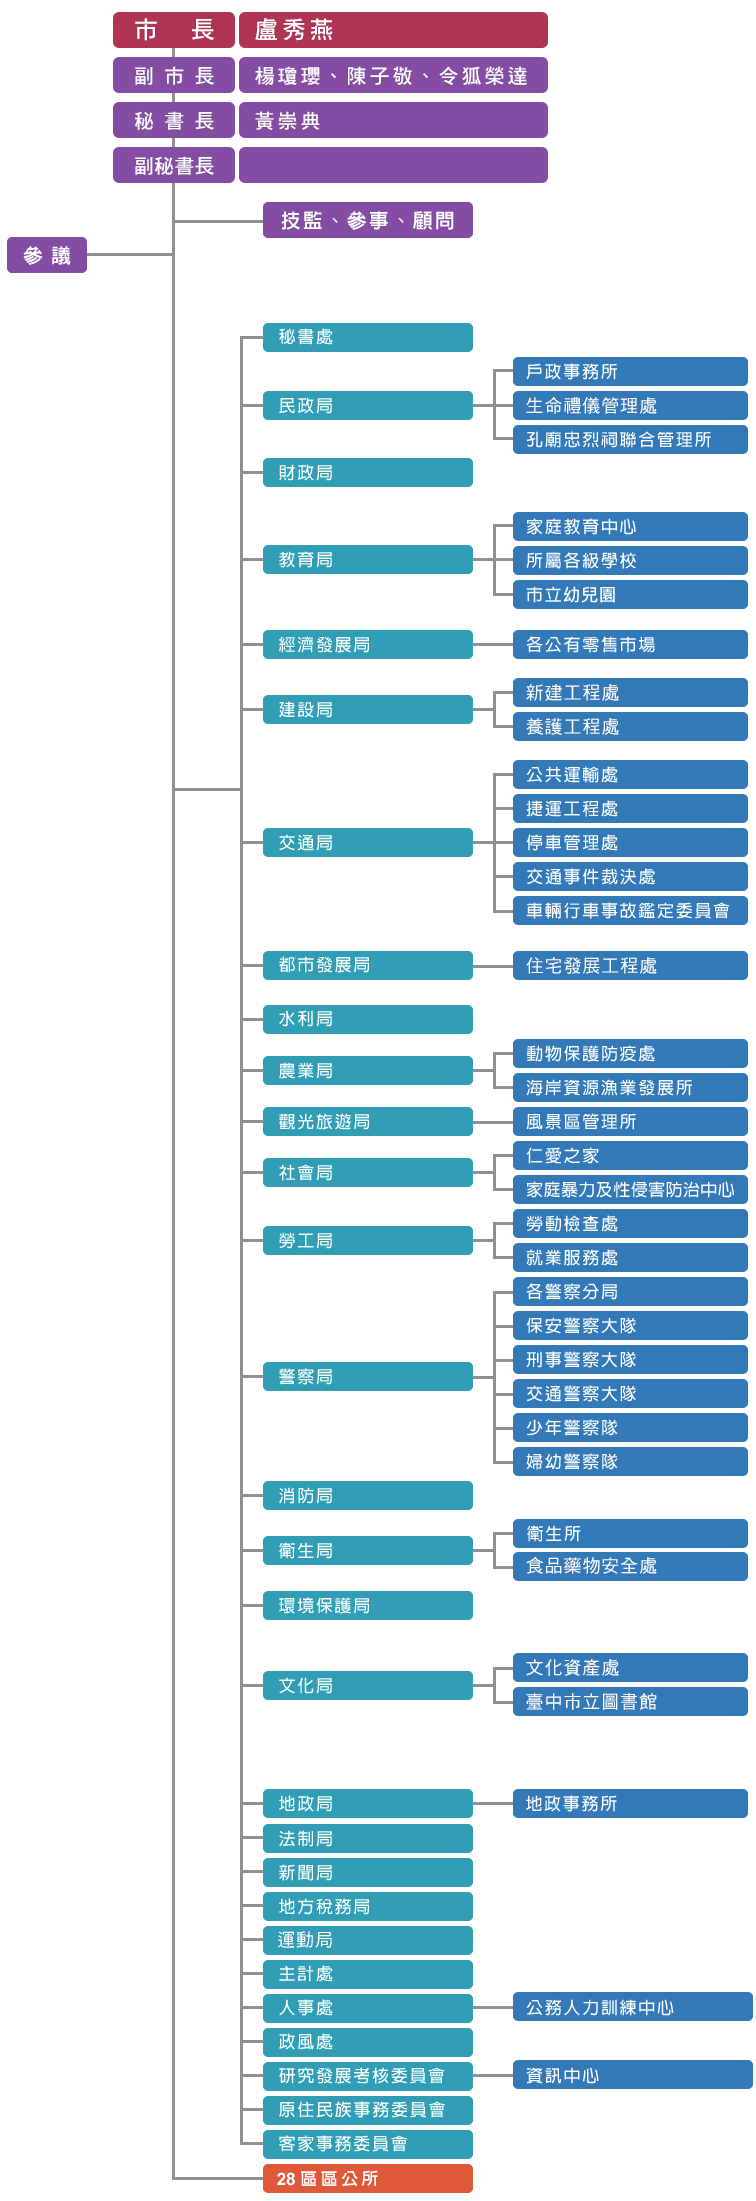 市 長 盧秀燕
副 市 長 楊瓊瓔、陳子敬、令狐榮達
秘 書 長 黃崇典
副秘書長
技監、參事、顧問
參 議
秘書處
民政局
戶政事務所
生命禮儀管理處
孔廟忠烈祠聯合管理所
財政局
教育局
家庭教育中心
所屬各級學校
市立幼兒園
經濟發展局
各公有零售市場
建設局
新建工程處
養護工程處
交通局
公共運輸處
捷運工程處
停車管理處
交通事件裁決處
車輛行車事故鑑定委員會
都市發展局
住宅發展工程處
水利局
農業局
動物保護防疫處
海岸資源漁業發展所
觀光旅遊局
風景區管理所
社會局
仁愛之家
家庭暴力及性侵害防治中心
勞工局
勞動檢查處
就業服務處
警察局
各警察分局
保安警察大隊
刑事警察大隊
交通警察大隊
少年警察隊
婦幼警察隊
消防局
衛生局
衛生所
食品藥物安全處
環境保護局
文化局
文化資產處
臺中市立圖書館
地政局
地政事務所
法制局
新聞局
地方稅務局
運動局
主計處
人事處
公務人力訓練中心
政風處
研究發展考核委員會
資訊中心
原住民族事務委員會
客家事務委員會
28 區區公所